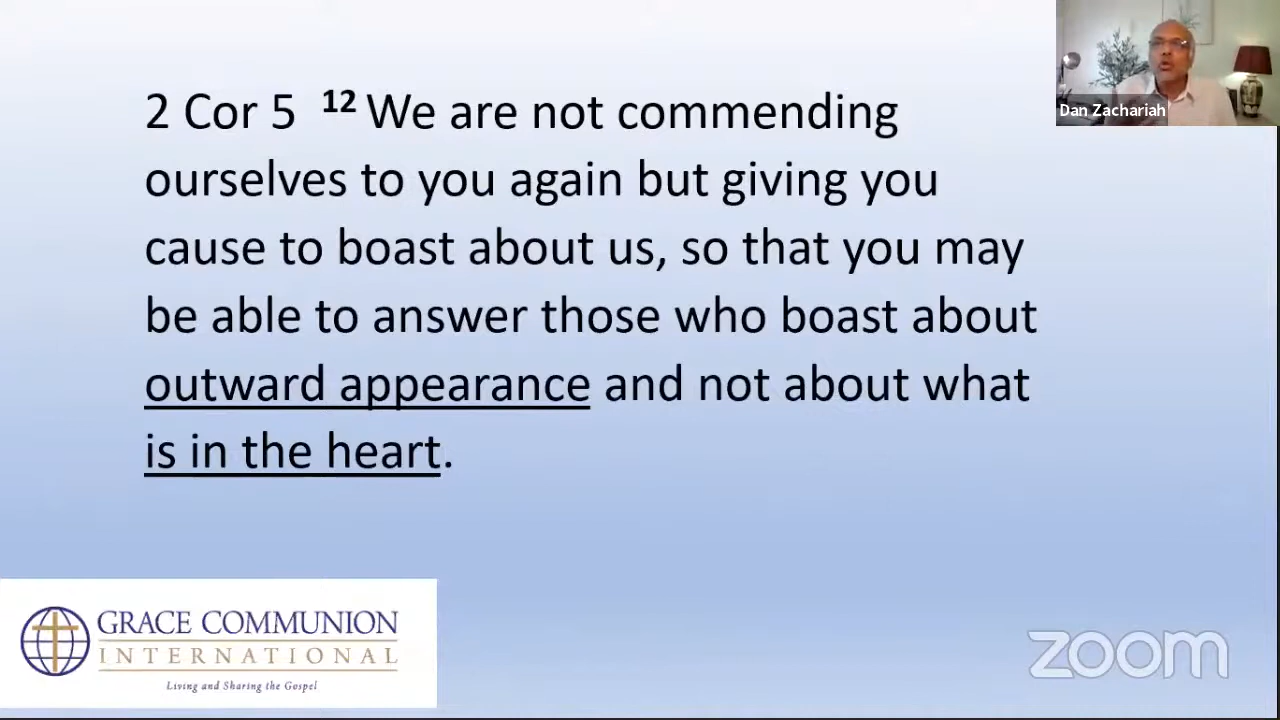 2 Cor 5 12 We are not commending
ourselves to you again but giving you
cause to boast about us, so that you may
be able to answer those who boast about
outward appearance and not about what
is in the heart.
Dan Zachariah
GRACE COMMUNION
INTERNATIONAL
Living and Sharing the Gospel
zoom